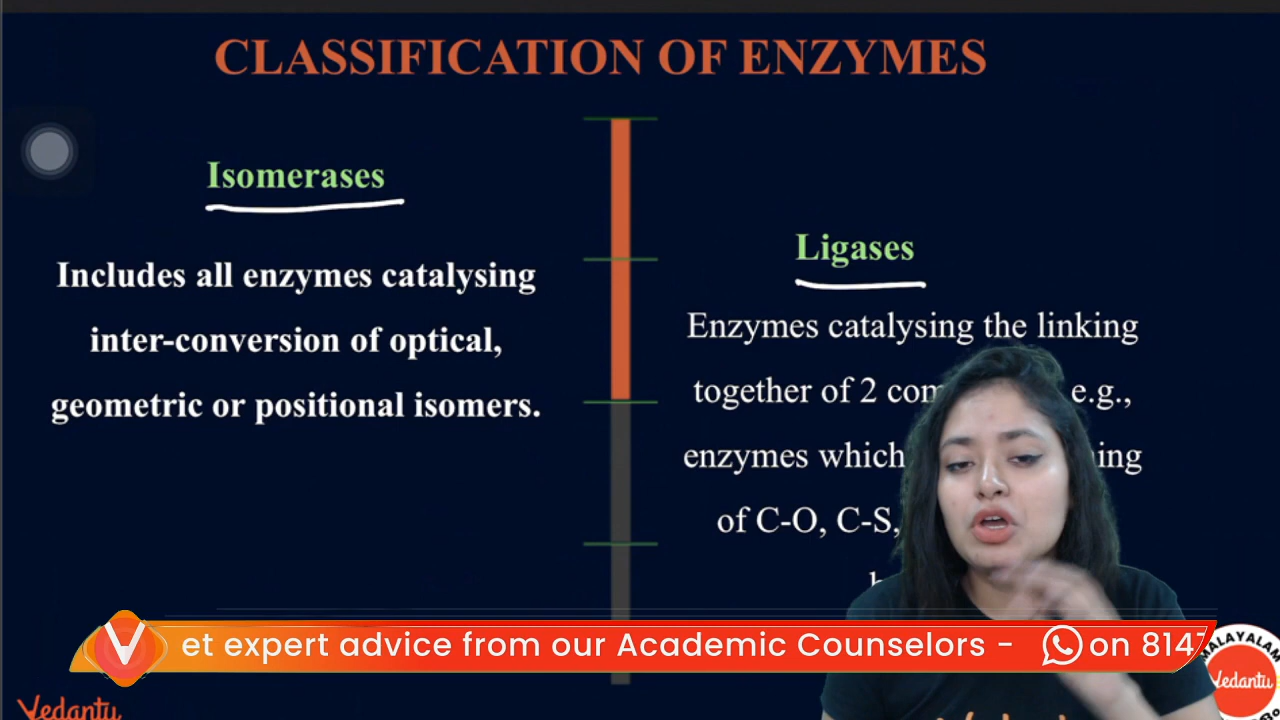 CLASSIFICATION OF ENZYMES
Isomerases
Includes all enzymes catalysing
inter-conversion of optical,
geometric or positional isomers.
Ligases
Enzymes catalysing the linking
together of 2 e.g.,
enzymes which
of C-O, C-S,
et expert advice from our Academic Counselors - on 8147
Vedantu
MALAYALAM
Vedantu